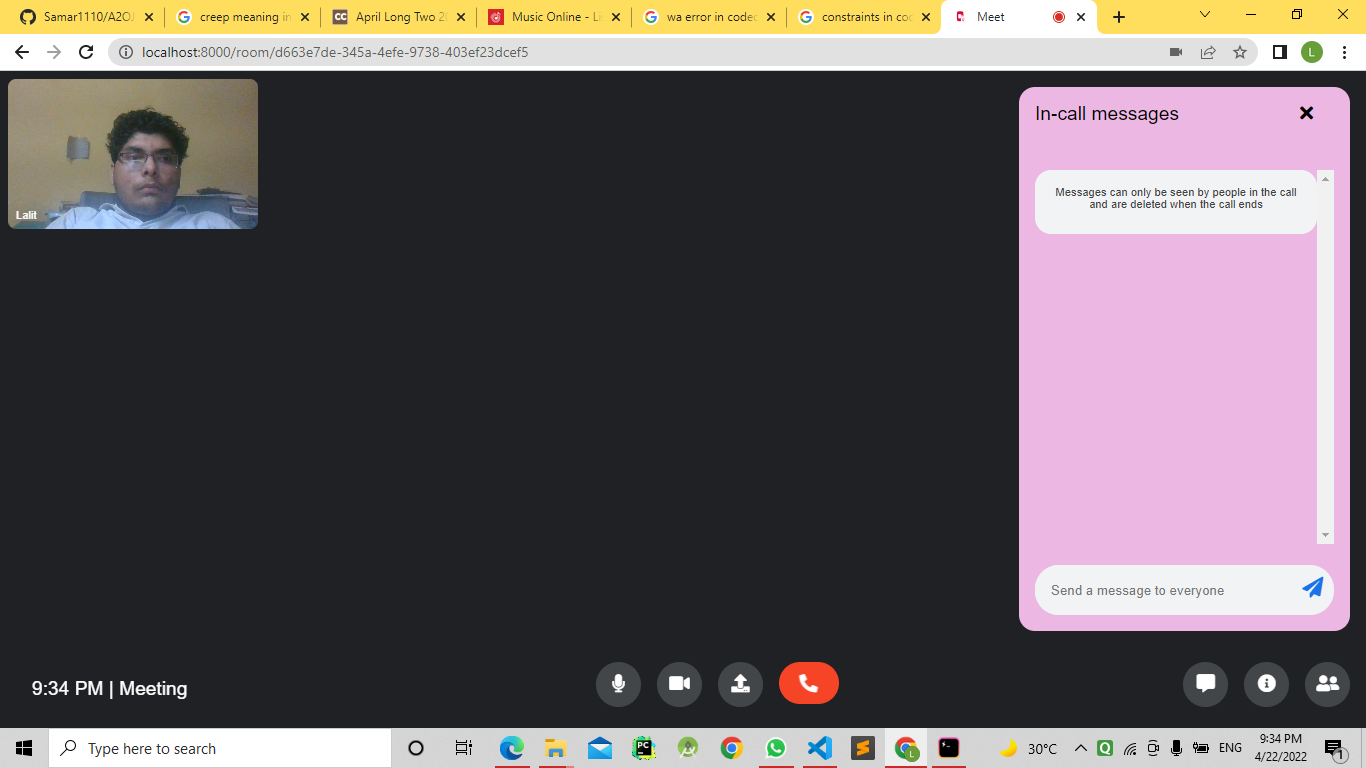 Samar1110/A2OJ
creep meaning in
CC April Long Two 2
Music Online - Li
wa error in codec
constraints in co
Meet
localhost:8000/room/d663e7de-345a-4efe-9738-403ef23dcef5
L
Lalit
In-call messages
Messages can only be seen by people in the call
and are deleted when the call ends
Send a message to everyone
9:34 PM | Meeting
Type here to search
PC
L
30°C
Q
ENG
9:34 PM
4/22/2022
1